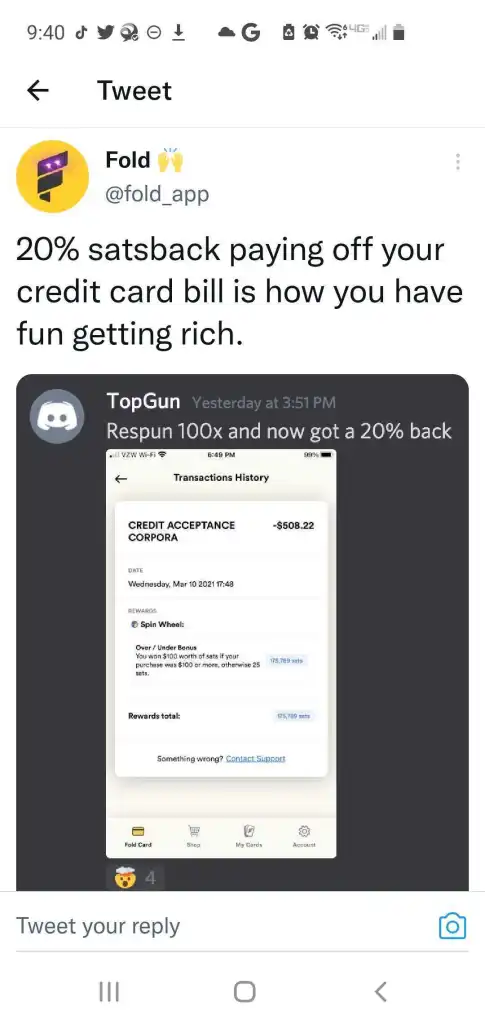 9:40
4GE
Tweet
Fold 🙌
@fold_app
20% satsback paying off your
credit card bill is how you have
fun getting rich.
TopGun Yesterday at 3:51 PM
Respun 100x and now got a 20% back
VZW Wi-Fi 6:49 PM 99%
Transactions History
CREDIT ACCEPTANCE -$508.22
CORPORA
DATE
Wednesday, Mar 10 2021 17:48
REWARDS
Spin Wheel:
Over / Under Bonus
You won $100 worth of sats if your
purchase was $100 or more, otherwise 25
sats.
175,789 sats
Rewards total: 175,789 sats
Something wrong? Contact Support
Fold Card Shop My Cards Account
🤯 4
Tweet your reply